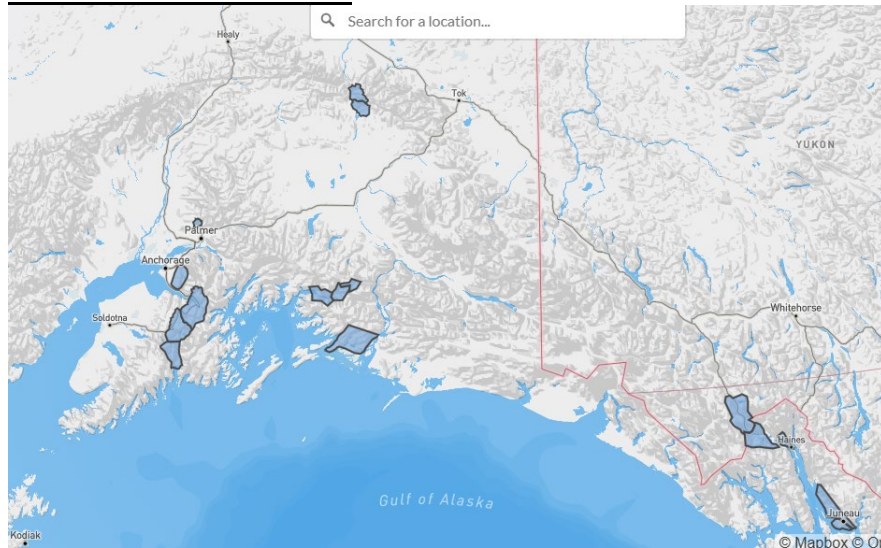 Search for a location...
Healy
Tok
YUKON
Palmer
Anchorage
Soldotna
Whitehorse
Haines
Gulf of Alaska
Juneau
Kodiak
© Mapbox ©